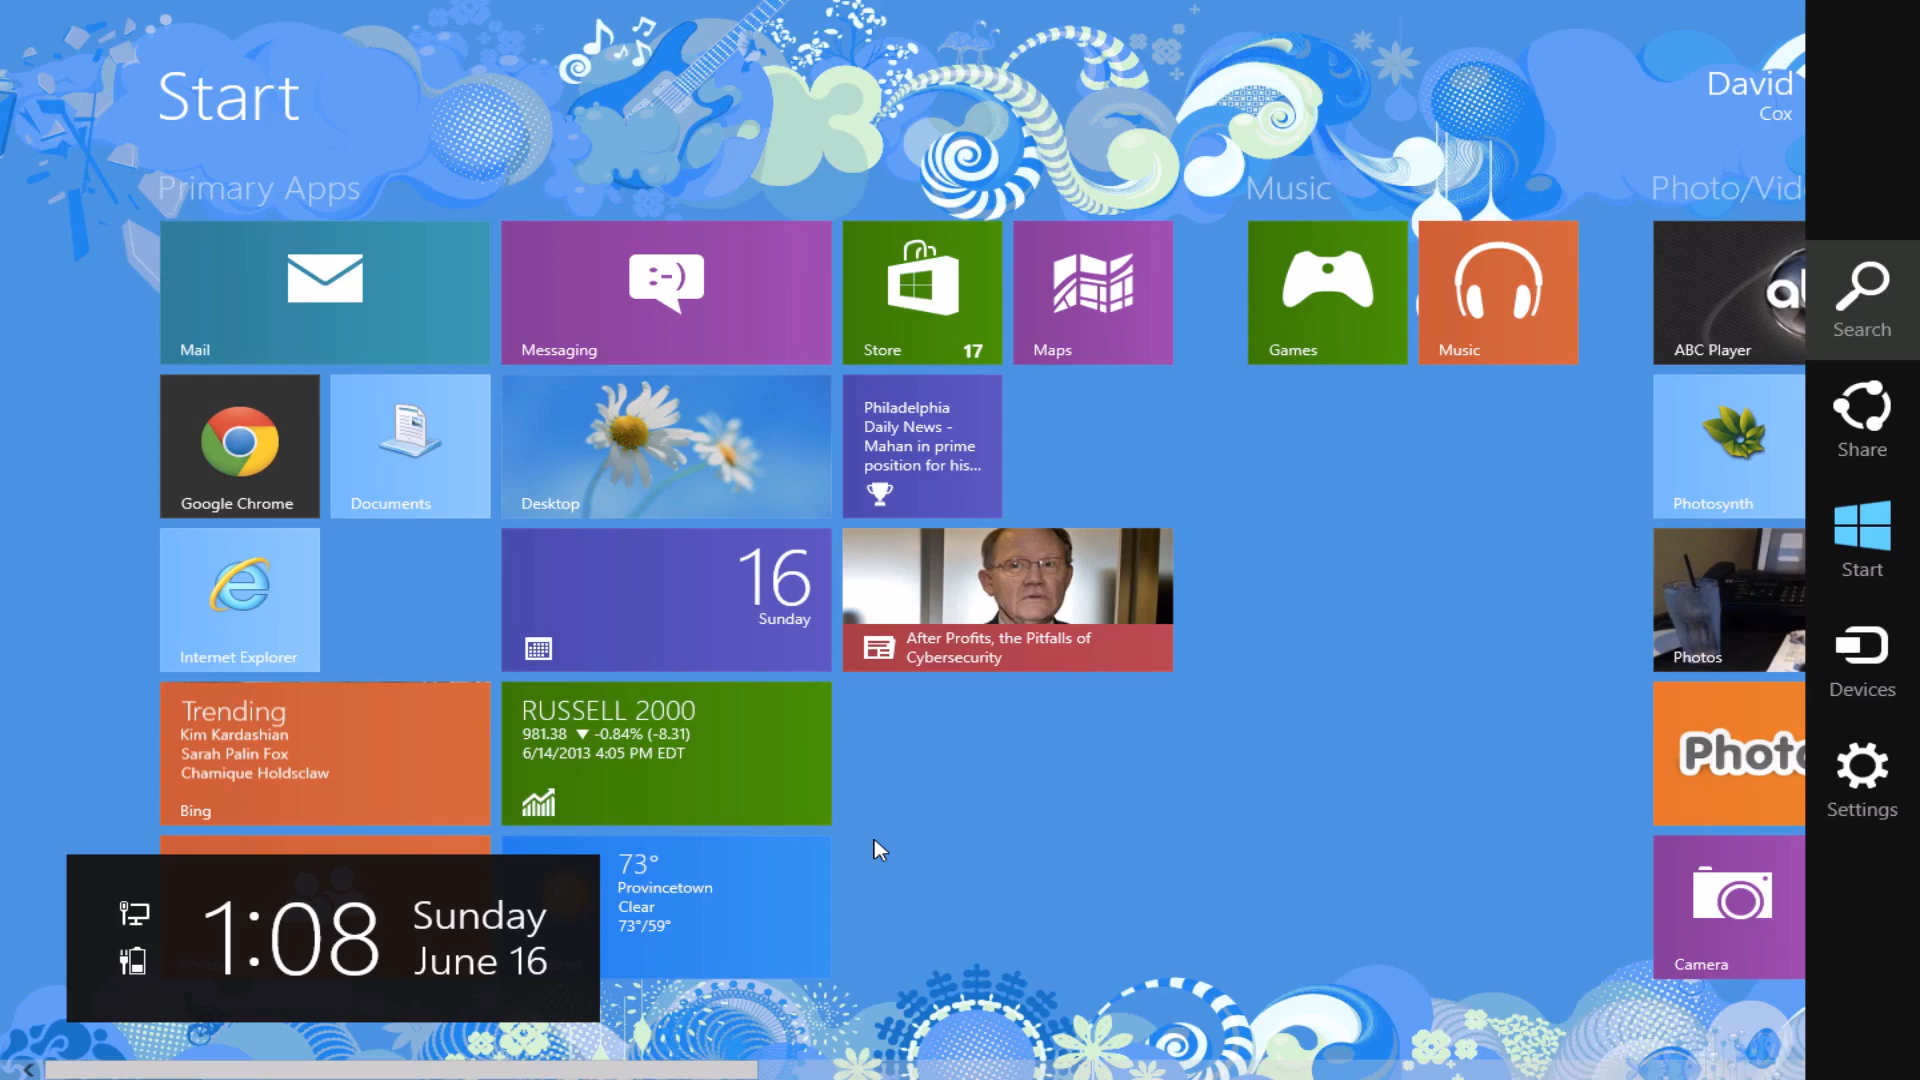 Start
David
Cox
Primary Apps
Music
Photo/Vid
Mail
Messaging
Store
17
Maps
Games
Music
ABC Player
Search
Google Chrome
Documents
Desktop
Philadelphia
Daily News -
Mahan in prime
position for his...
Photosynth
Share
Internet Explorer
16
Sunday
After Profits, the Pitfalls of
Cybersecurity
Photos
Start
Trending
Kim Kardashian
Sarah Palin Fox
Chamique Holdsclaw
Bing
RUSSELL 2000
981.38 ▼ -0.84% (-8.31)
6/14/2013 4:05 PM EDT
Photo
Devices
Settings
73°
Provincetown
Clear
73°/59°
Camera
1:08
Sunday
June 16